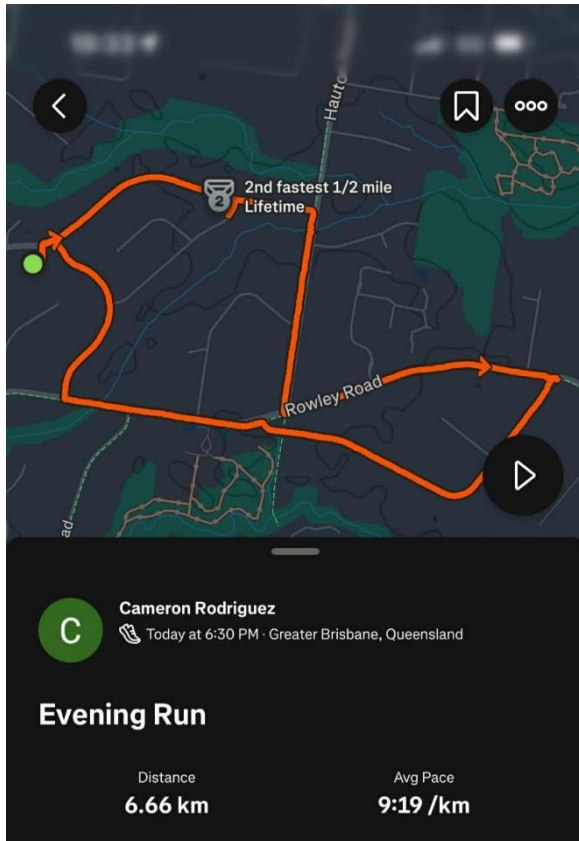 Hauto
2
2nd fastest 1/2 mile
Lifetime
Rowley Road
ad
C
Cameron Rodriguez
Today at 6:30 PM · Greater Brisbane, Queensland
Evening Run
Distance
Avg Pace
6.66 km
9:19 /km